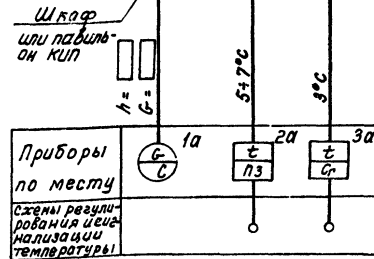 Шкаф
или павиль-
он КИП
h =
G =
5÷7°C
3°C
Приборы
по месту
1а
G
C
2а
t
пз
3а
t
Cr
Схемы регули-
рования и сиг-
нализации
температуры